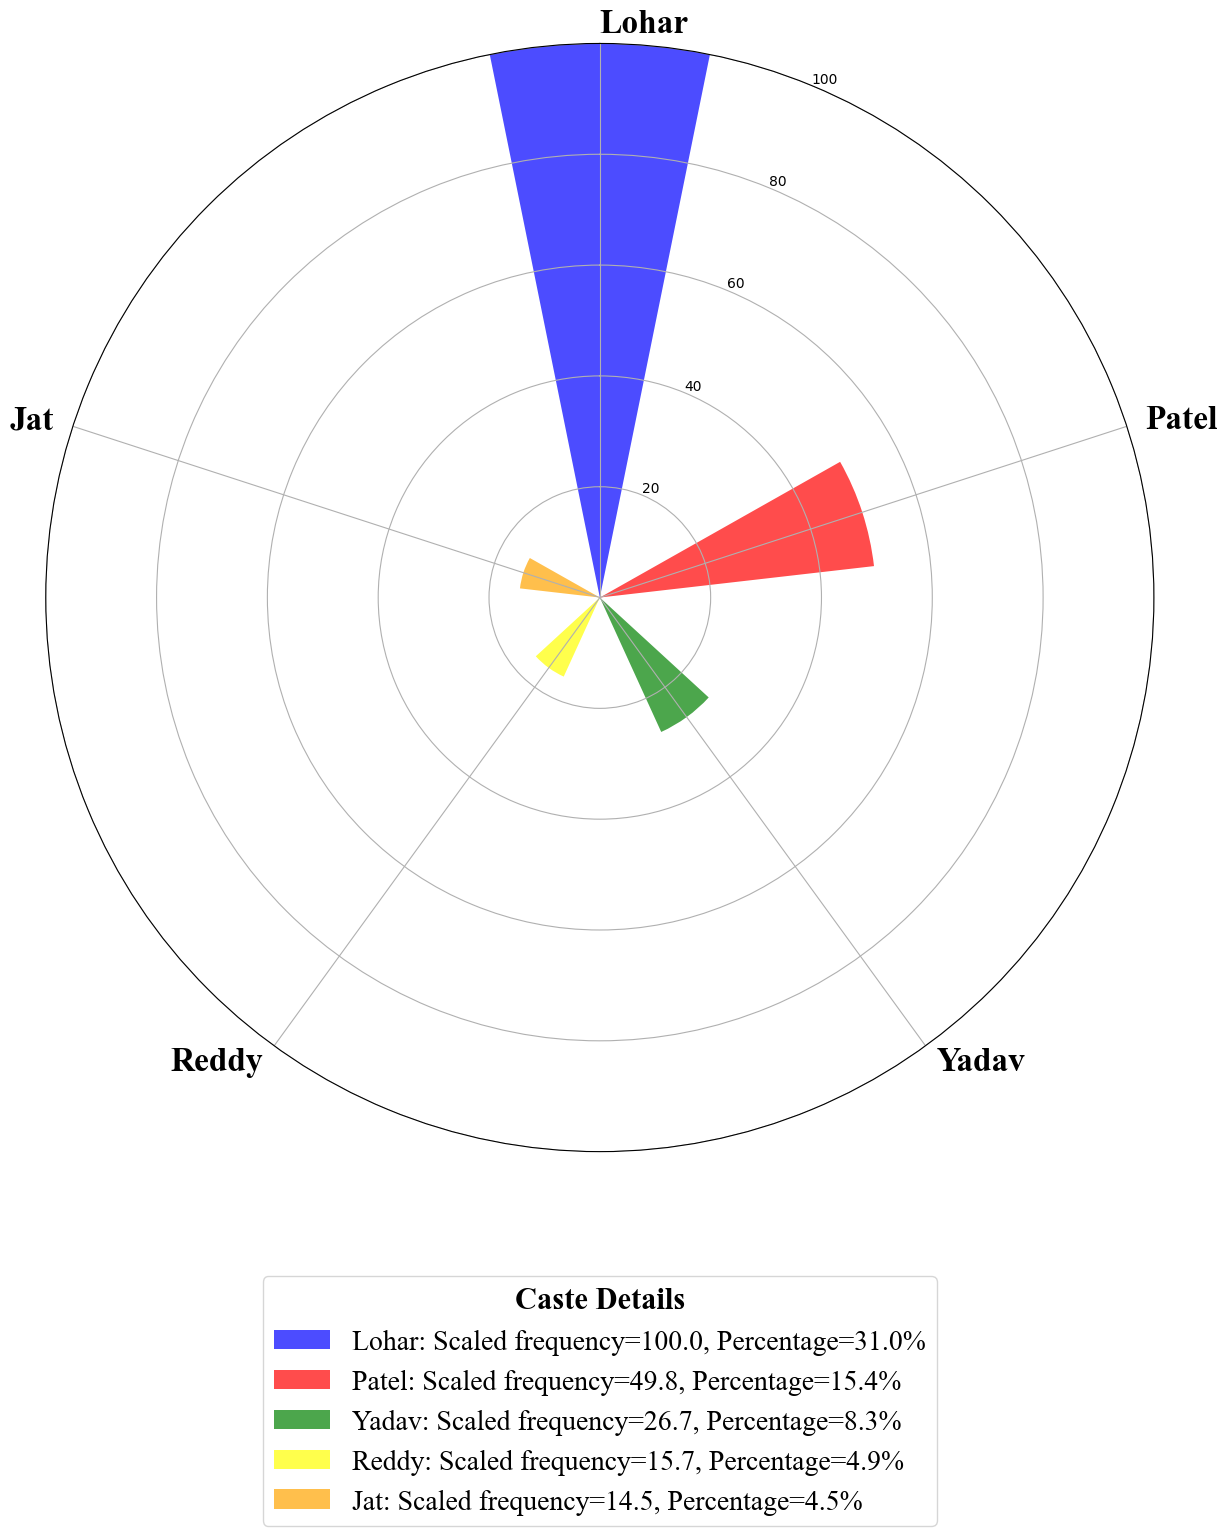 Lohar
100
80
60
40
20
Jat
Patel
Reddy
Yadav
Caste Details
Lohar: Scaled frequency=100.0, Percentage=31.0%
Patel: Scaled frequency=49.8, Percentage=15.4%
Yadav: Scaled frequency=26.7, Percentage=8.3%
Reddy: Scaled frequency=15.7, Percentage=4.9%
Jat: Scaled frequency=14.5, Percentage=4.5%